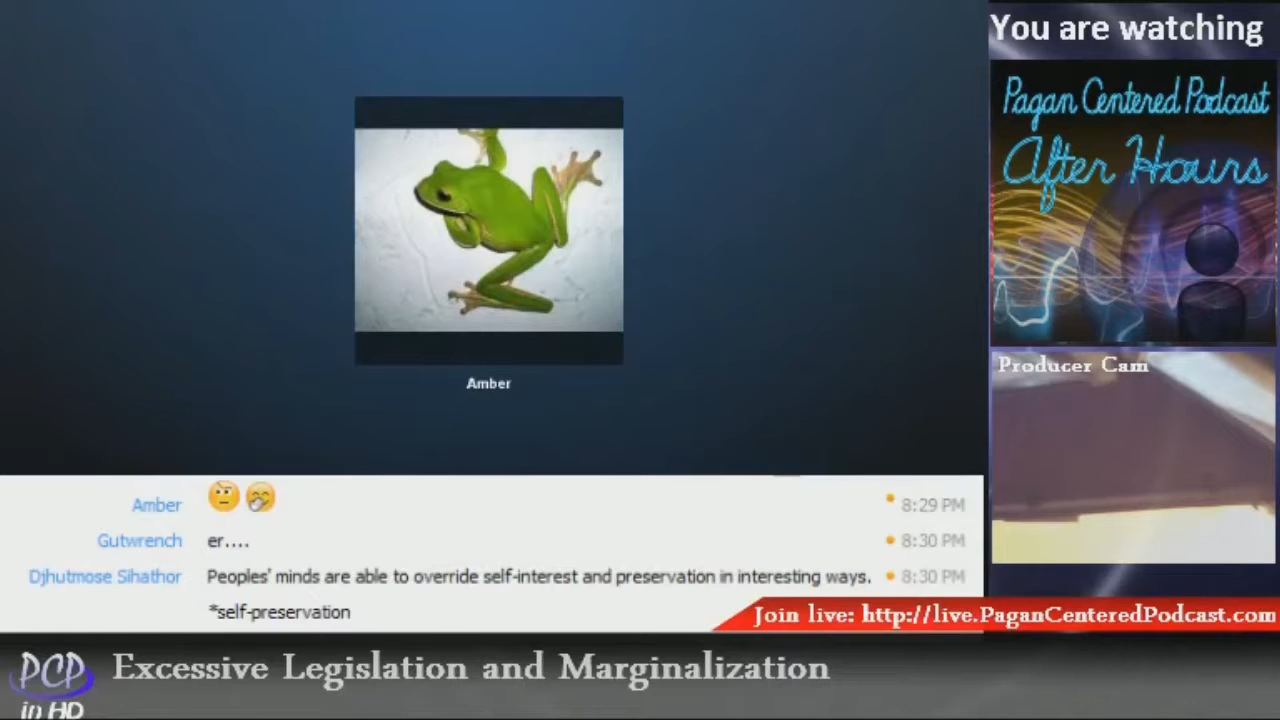 You are watching
Pagan Centered Podcast
After Hours
Producer Cam
Amber
Amber 8:29 PM
Gutwrench er.... 8:30 PM
Djhutmose Sihathor Peoples' minds are able to override self-interest and preservation in interesting ways. 8:30 PM
*self-preservation
Join live: http://live.PaganCenteredPodcast.com
PCP Excessive Legislation and Marginalization
in HD